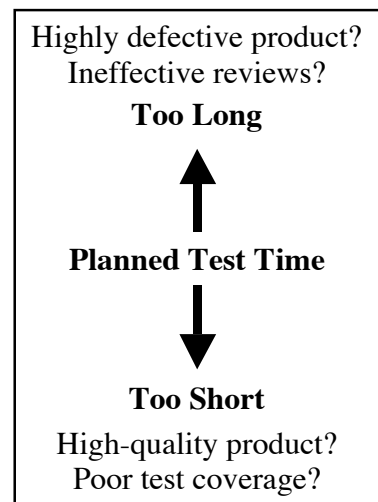 Highly defective product?
Ineffective reviews?
Too Long
Planned Test Time
Too Short
High-quality product?
Poor test coverage?